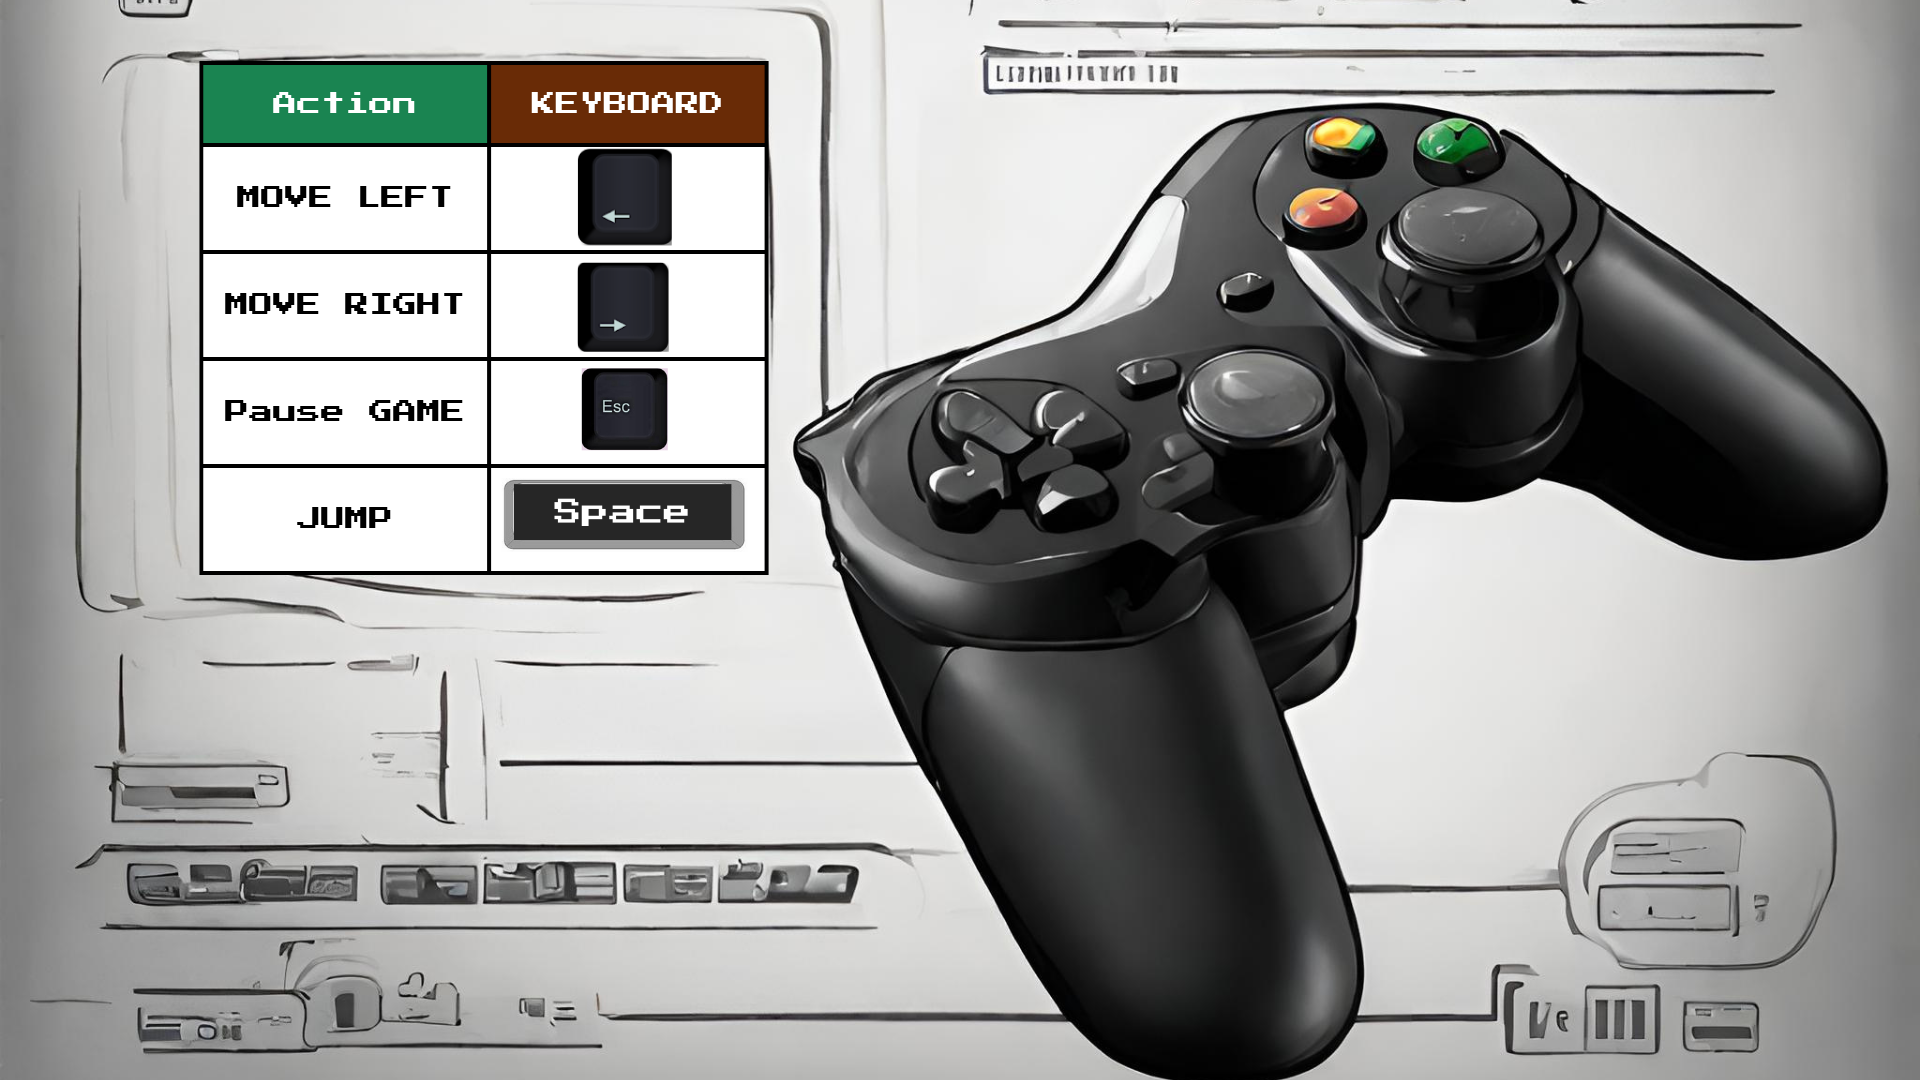 Action KEYBOARD
MOVE LEFT ←
MOVE RIGHT →
Pause GAME Esc
JUMP Space